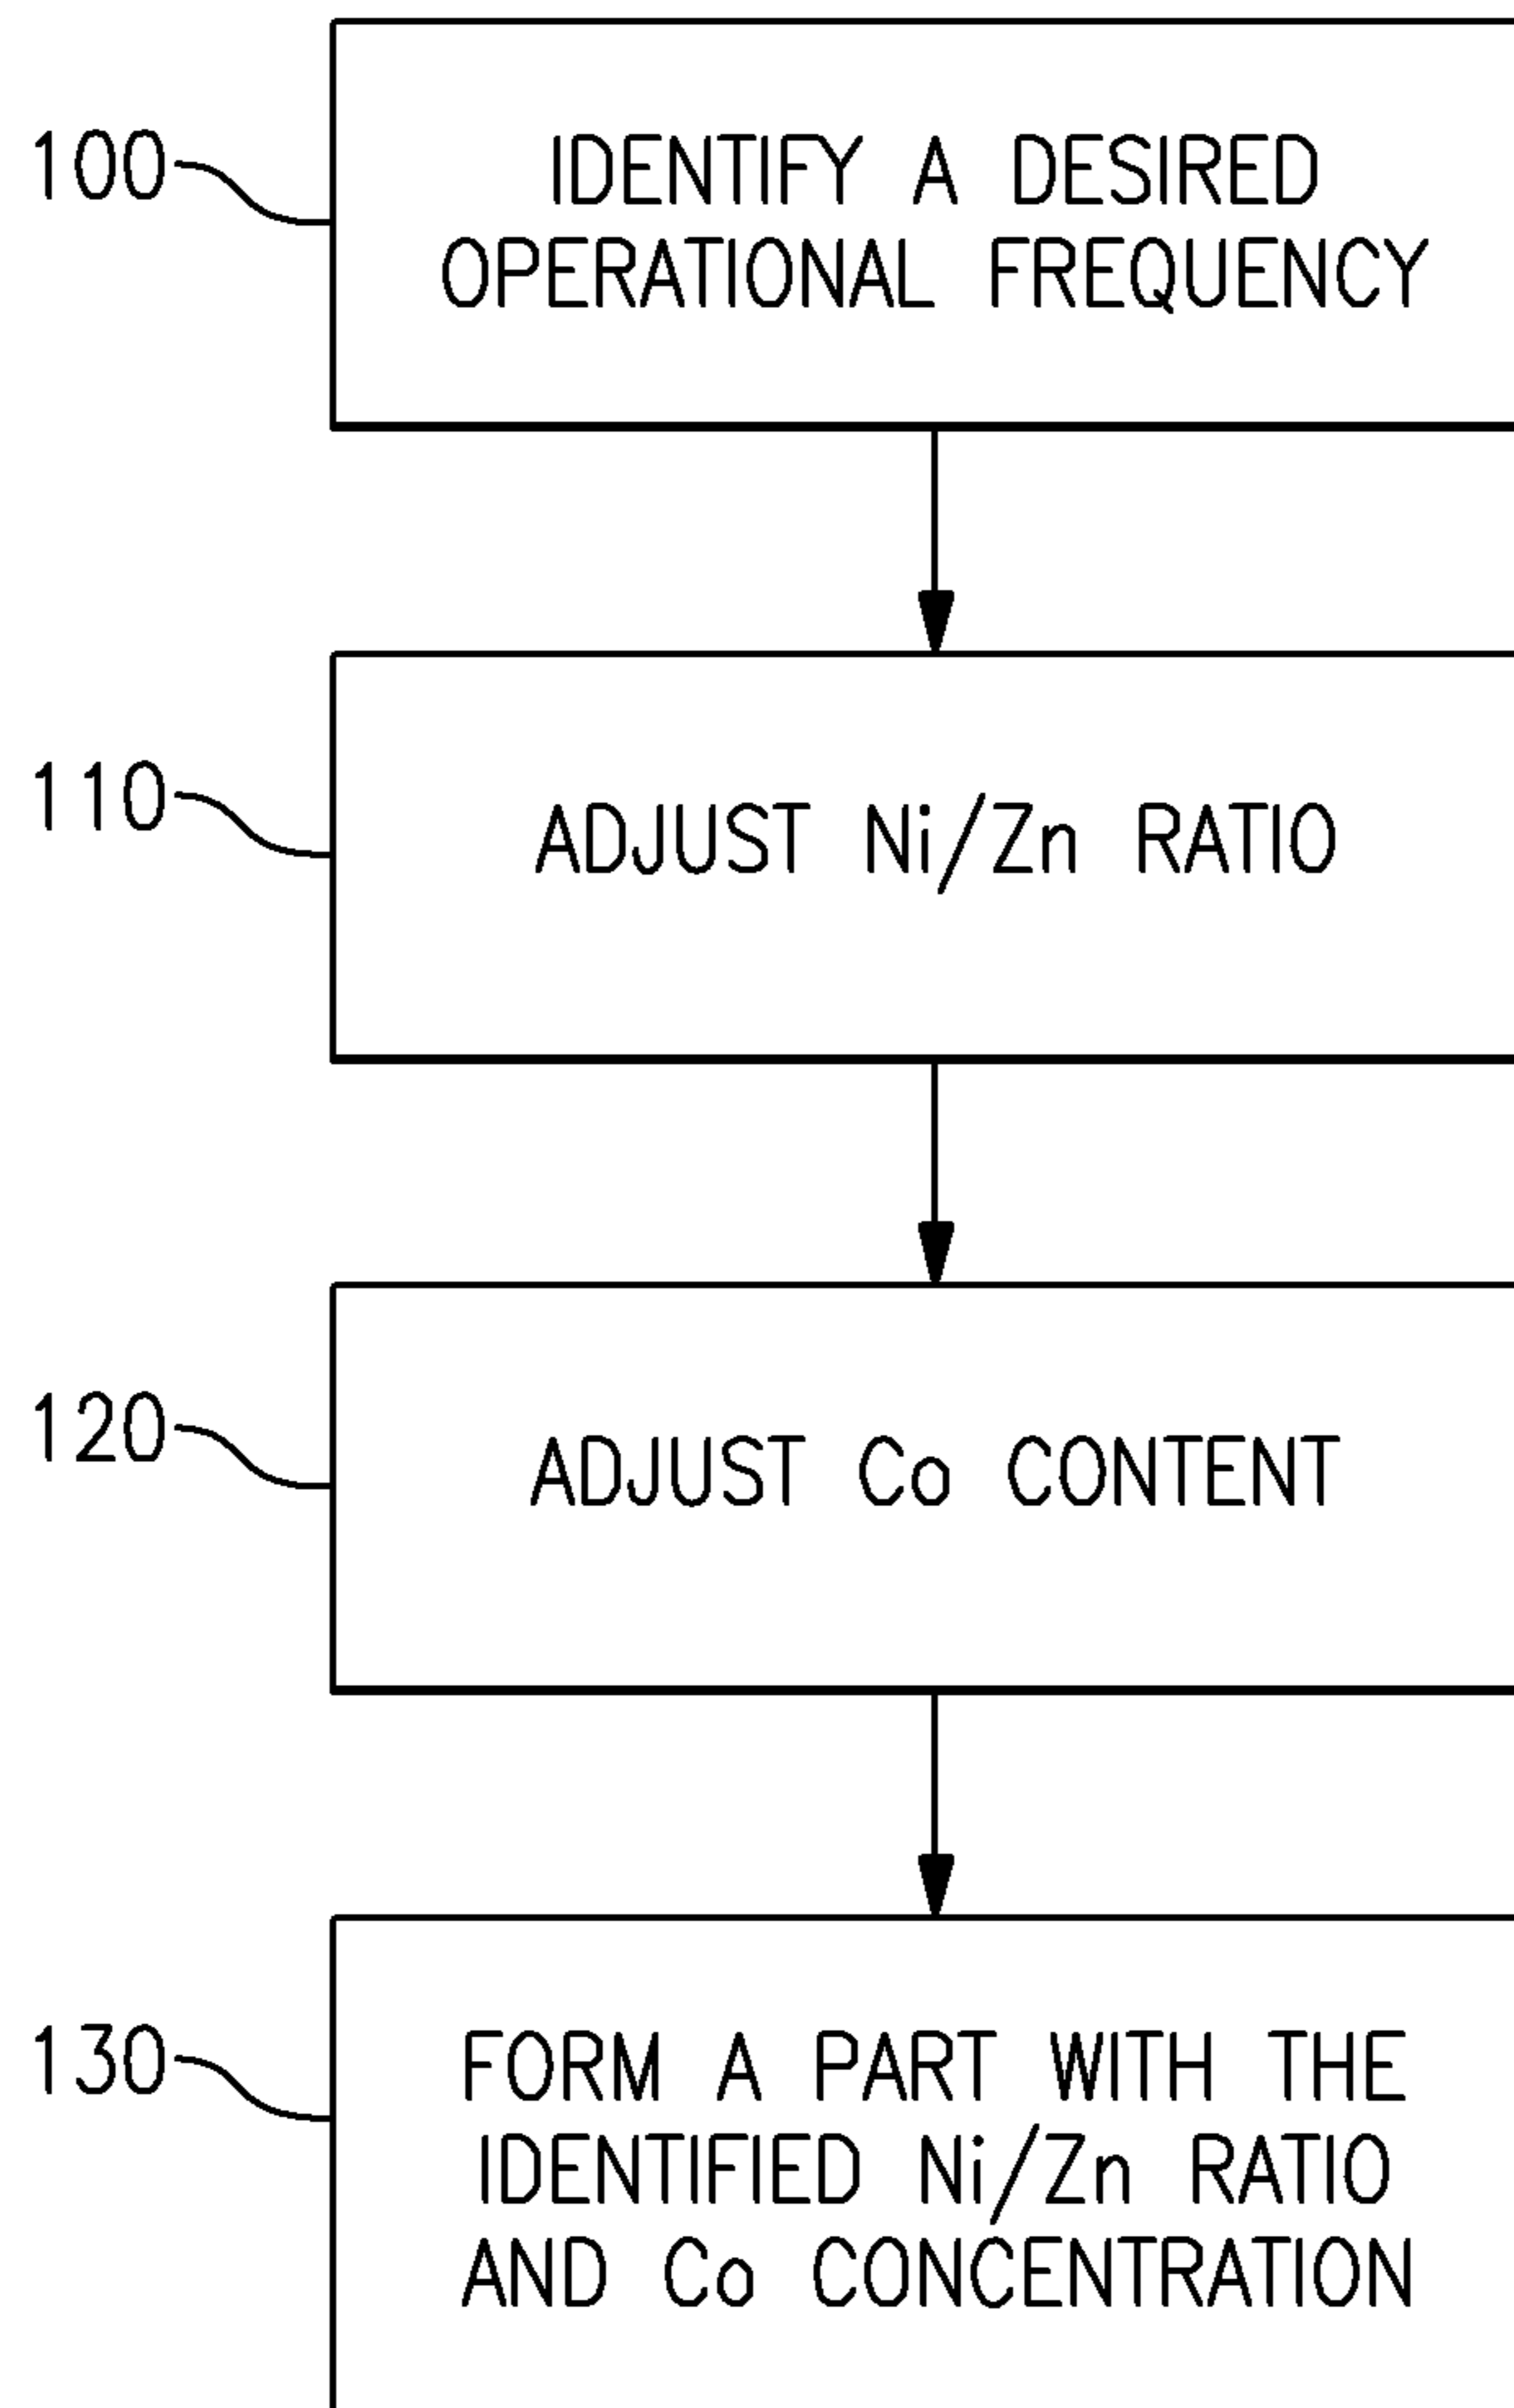 100
IDENTIFY A DESIRED
OPERATIONAL FREQUENCY
110
ADJUST Ni/Zn RATIO
120
ADJUST Co CONTENT
130
FORM A PART WITH THE
IDENTIFIED Ni/Zn RATIO
AND Co CONCENTRATION